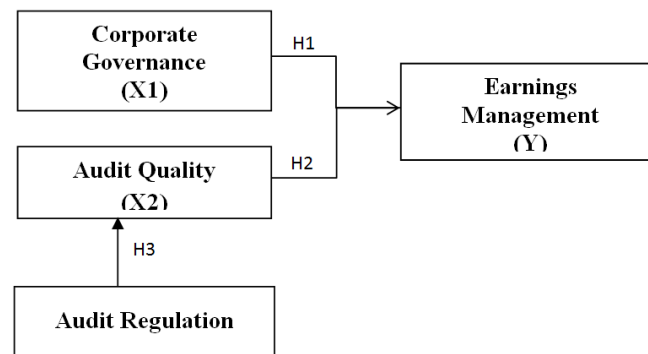 Corporate
Governance
(X1)
H1
Earnings
Management
(Y)
Audit Quality
(X2)
H2
H3
Audit Regulation